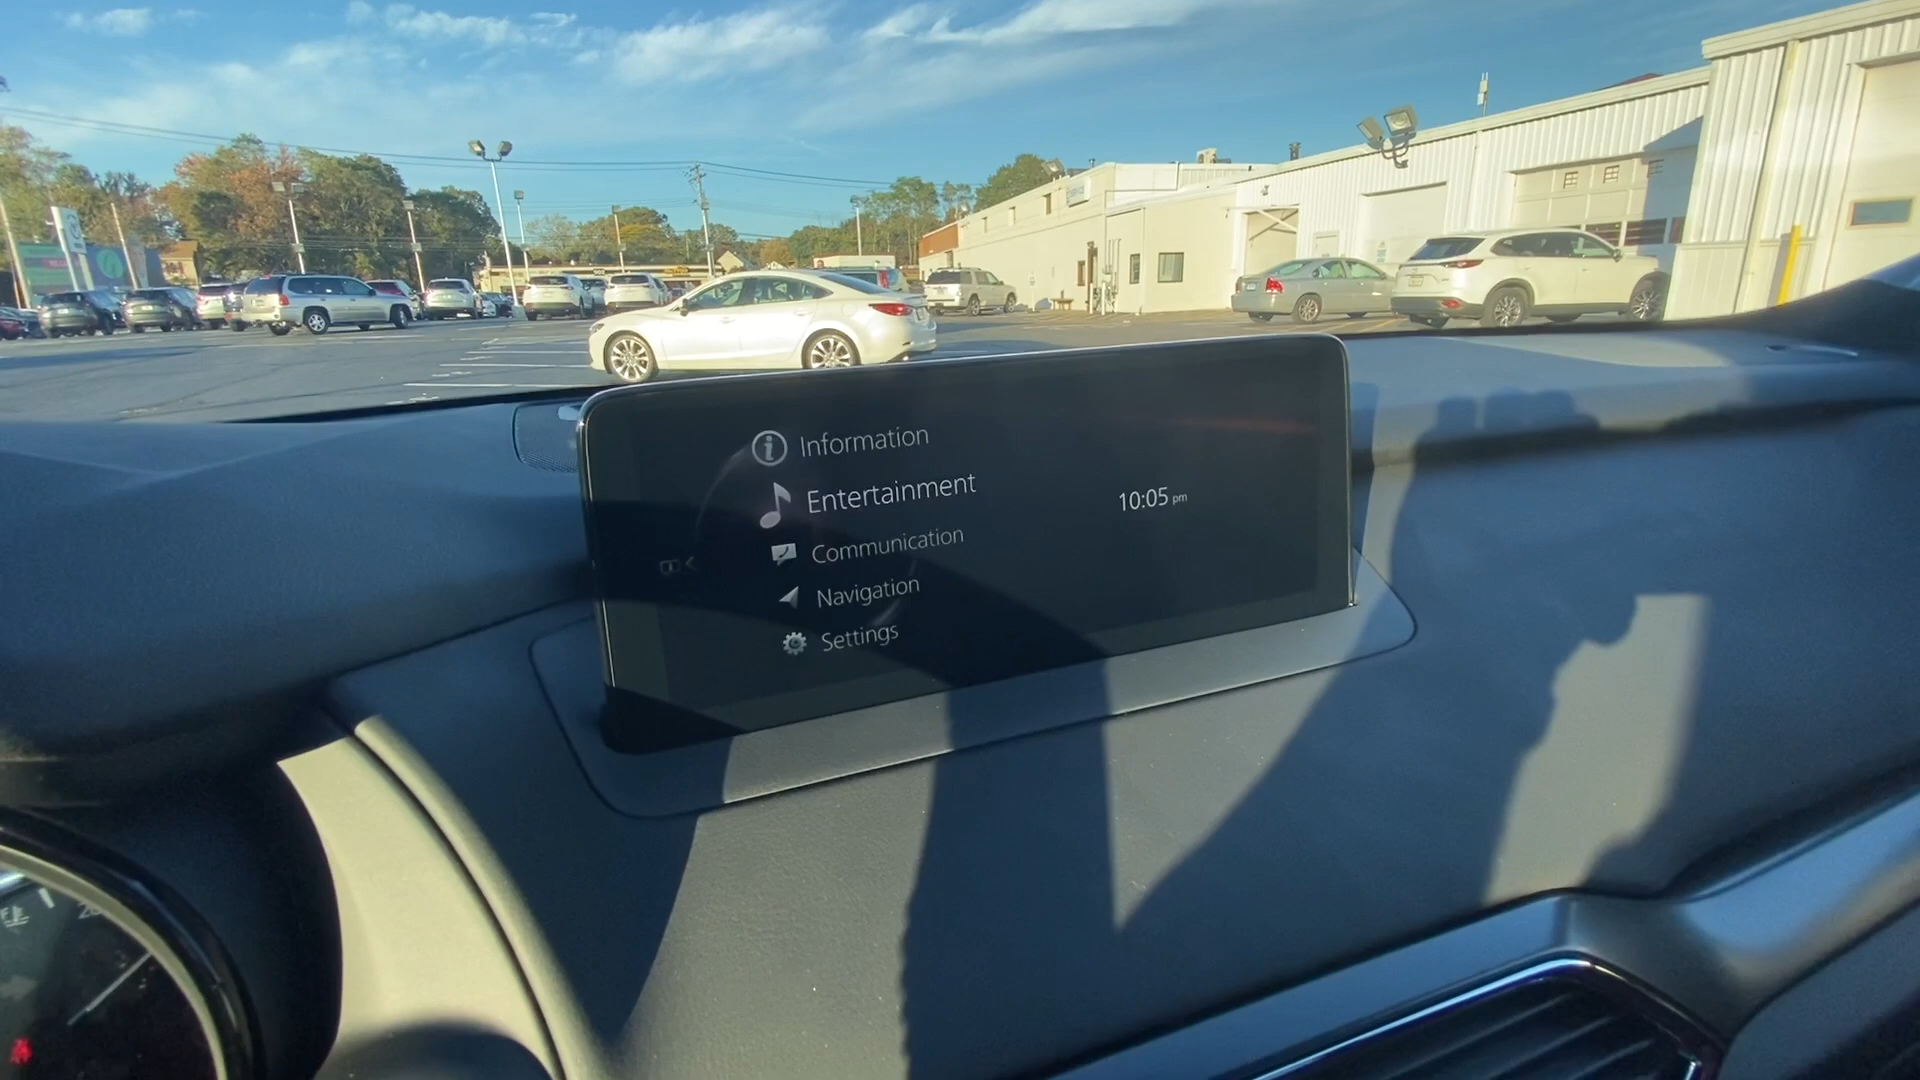 Information
Entertainment
10:05 pm
Communication
Navigation
Settings